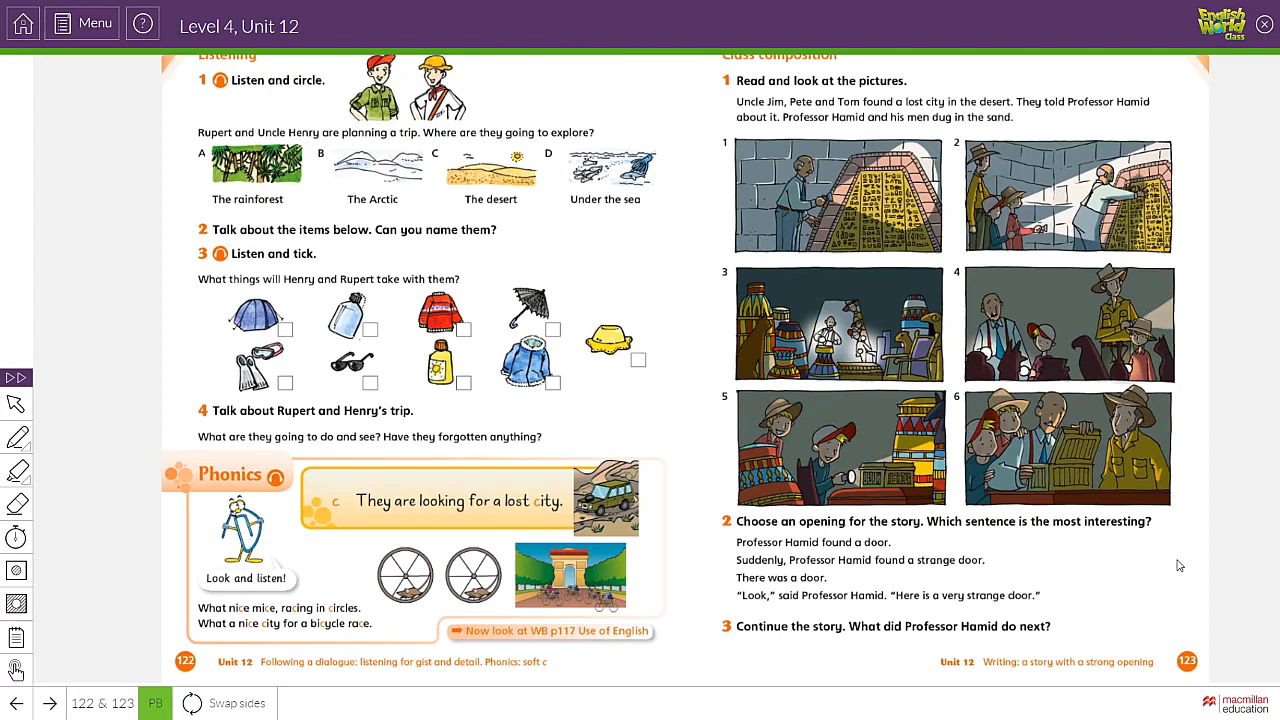 Menu
?
Level 4, Unit 12
English
World
Class
Listening
1 Listen and circle.
Rupert and Uncle Henry are planning a trip. Where are they going to explore?
A
B
C
D
The rainforest
The Arctic
The desert
Under the sea
2 Talk about the items below. Can you name them?
3 Listen and tick.
What things will Henry and Rupert take with them?
4 Talk about Rupert and Henry's trip.
What are they going to do and see? Have they forgotten anything?
Phonics
c They are looking for a lost city.
Look and listen!
What nice mice, racing in circles.
What a nice city for a bicycle race.
Now look at WB p117 Use of English
122 Unit 12 Following a dialogue: listening for gist and detail. Phonics: soft c
Class composition
1 Read and look at the pictures.
Uncle Jim, Pete and Tom found a lost city in the desert. They told Professor Hamid
about it. Professor Hamid and his men dug in the sand.
1
2
3
4
5
6
2 Choose an opening for the story. Which sentence is the most interesting?
Professor Hamid found a door.
Suddenly, Professor Hamid found a strange door.
There was a door.
"Look," said Professor Hamid. "Here is a very strange door."
3 Continue the story. What did Professor Hamid do next?
Unit 12 Writing: a story with a strong opening 123
122 & 123
PB
Swap sides
macmillan
education